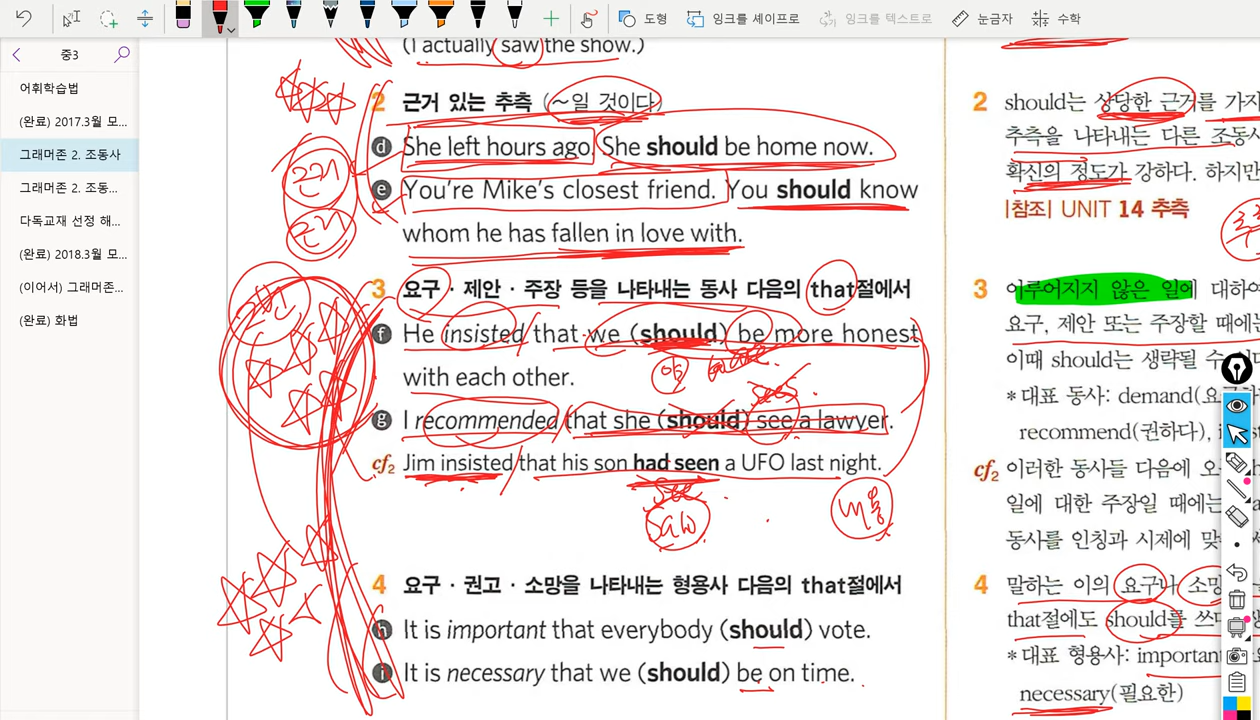 도형
잉크를 셰이프로
잉크를 텍스트로
눈금자
수학
중3
어휘학습법
(완료) 2017.3월 모...
그래머존 2. 조동사
그래머존 2. 조동...
다독교재 선정 해...
(완료) 2018.3월 모...
(이어서) 그래머존...
(완료) 화법
(I actually saw the show.)
2 근거 있는 추측 (~일 것이다)
d She left hours ago. She should be home now.
e You're Mike's closest friend. You should know
whom he has fallen in love with.
근거
근거
3 요구 · 제안 · 주장 등을 나타내는 동사 다음의 that절에서
f He insisted that we (should) be more honest
with each other.
g I recommended that she (should) see a lawyer.
cf2 Jim insisted that his son had seen a UFO last night.
saw
4 요구 · 권고 · 소망을 나타내는 형용사 다음의 that절에서
h It is important that everybody (should) vote.
i It is necessary that we (should) be on time.
2 should는 상당한 근거를 가지
추측을 나타내는 다른 조동사
확신의 정도가 강하다. 하지만
|참조| UNIT 14 추측
3 이루어지지 않은 일에 대하여
요구, 제안 또는 주장할 때에는
이때 should는 생략될 수
* 대표 동사: demand(요구
recommend(권하다),
cf2 이러한 동사들 다음에 오
일에 대한 주장일 때에는
동사를 인칭과 시제에 맞
4 말하는 이의 요구나 소망
that절에도 should를 쓰
* 대표 형용사: important
necessary(필요한)